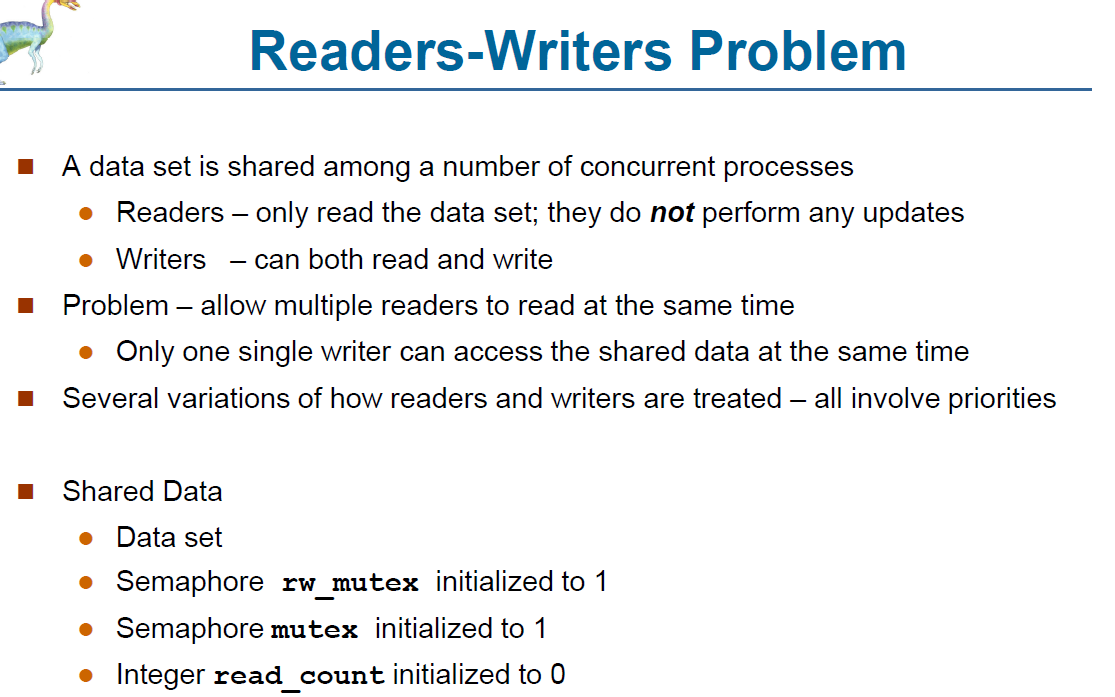 Readers-Writers Problem
A data set is shared among a number of concurrent processes
Readers – only read the data set; they do not perform any updates
Writers – can both read and write
Problem – allow multiple readers to read at the same time
Only one single writer can access the shared data at the same time
Several variations of how readers and writers are treated – all involve priorities
Shared Data
Data set
Semaphore rw_mutex initialized to 1
Semaphore mutex initialized to 1
Integer read_count initialized to 0